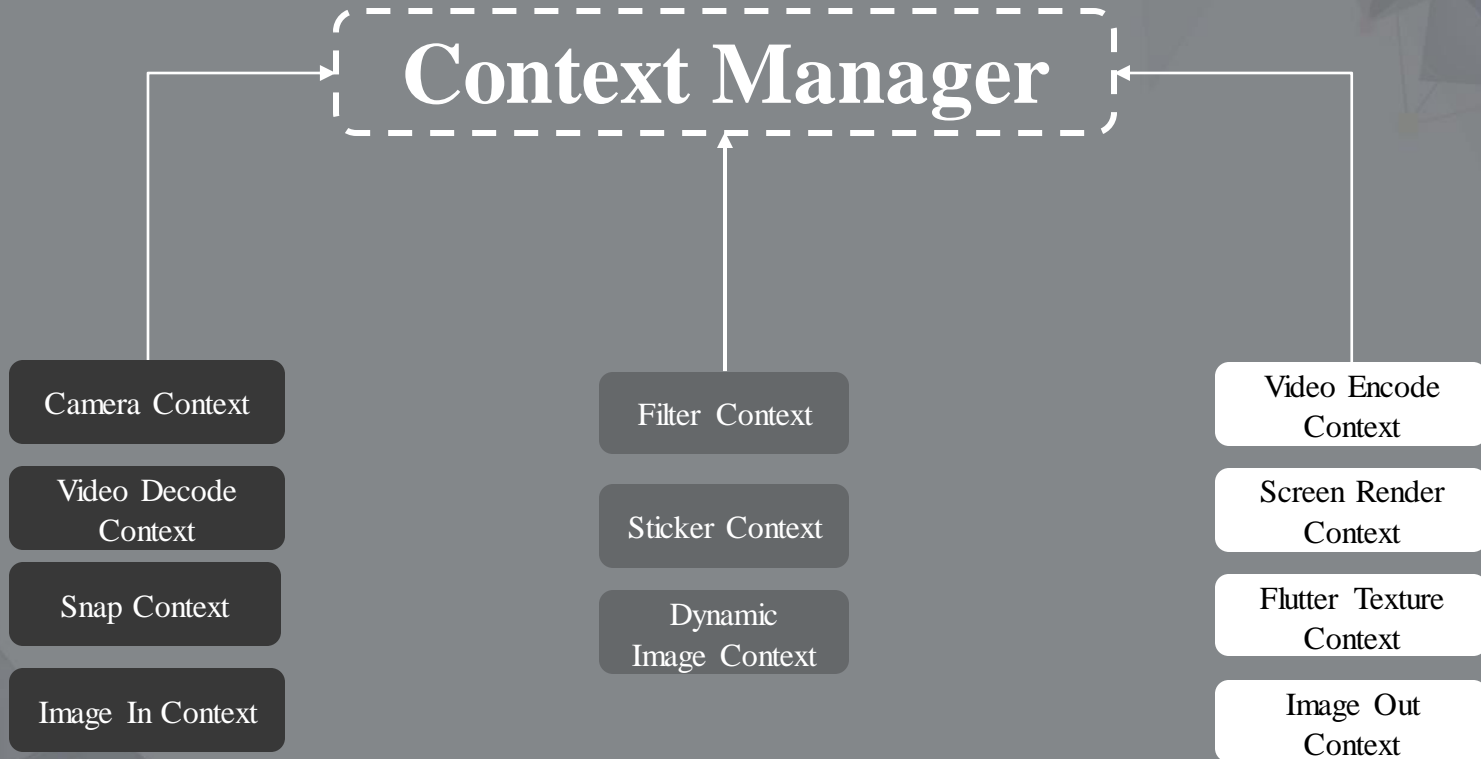 Context Manager
Camera Context
Video Decode
Context
Snap Context
Image In Context
Filter Context
Sticker Context
Dynamic
Image Context
Video Encode
Context
Screen Render
Context
Flutter Texture
Context
Image Out
Context